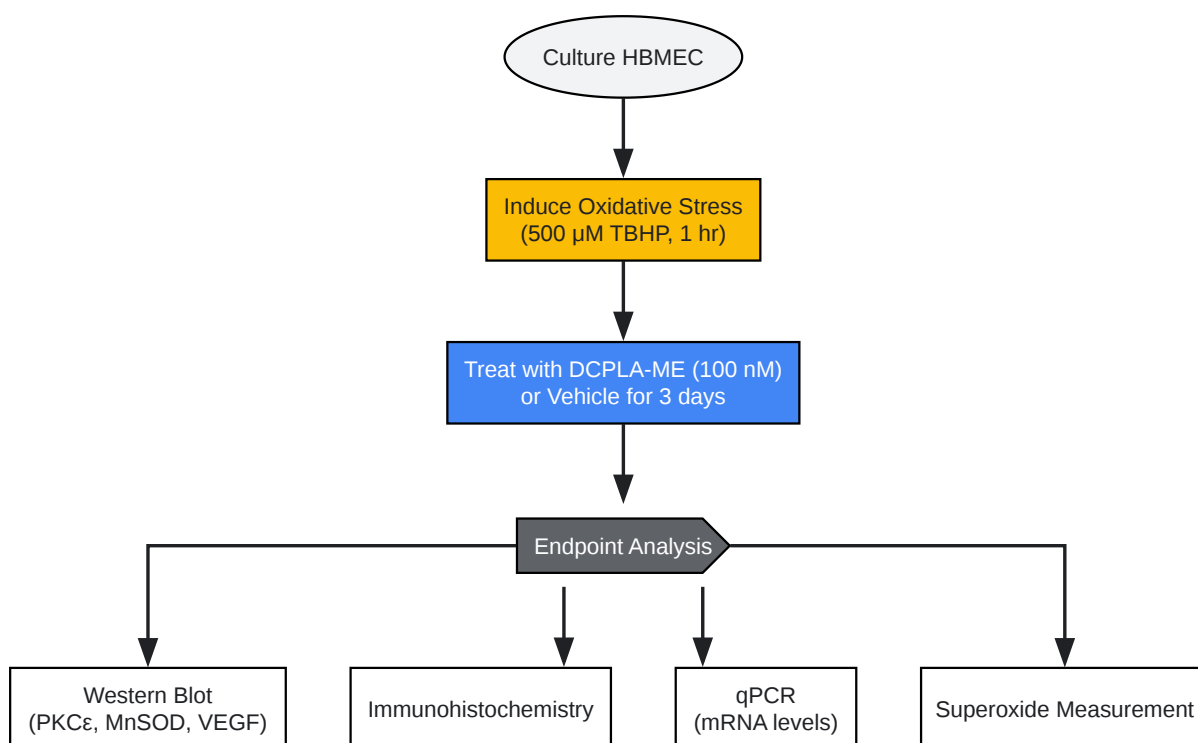 Culture HBMEC
Induce Oxidative Stress
(500 μM TBHP, 1 hr)
Treat with DCPLA-ME (100 nM)
or Vehicle for 3 days
Endpoint Analysis
Western Blot
(PKCε, MnSOD, VEGF)
Immunohistochemistry
qPCR
(mRNA levels)
Superoxide Measurement